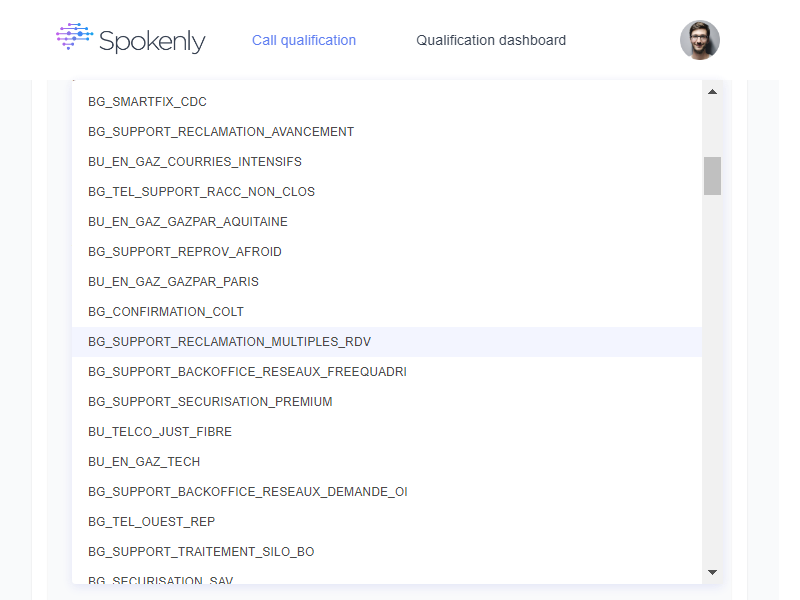 Spokenly
Call qualification
Qualification dashboard
BG_SMARTFIX_CDC
BG_SUPPORT_RECLAMATION_AVANCEMENT
BU_EN_GAZ_COURRIES_INTENSIFS
BG_TEL_SUPPORT_RACC_NON_CLOS
BU_EN_GAZ_GAZPAR_AQUITAINE
BG_SUPPORT_REPROV_AFROID
BU_EN_GAZ_GAZPAR_PARIS
BG_CONFIRMATION_COLT
BG_SUPPORT_RECLAMATION_MULTIPLES_RDV
BG_SUPPORT_BACKOFFICE_RESEAUX_FREEQUADRI
BG_SUPPORT_SECURISATION_PREMIUM
BU_TELCO_JUST_FIBRE
BU_EN_GAZ_TECH
BG_SUPPORT_BACKOFFICE_RESEAUX_DEMANDE_OI
BG_TEL_OUEST_REP
BG_SUPPORT_TRAITEMENT_SILO_BO
BG_SECURISATION_SAV